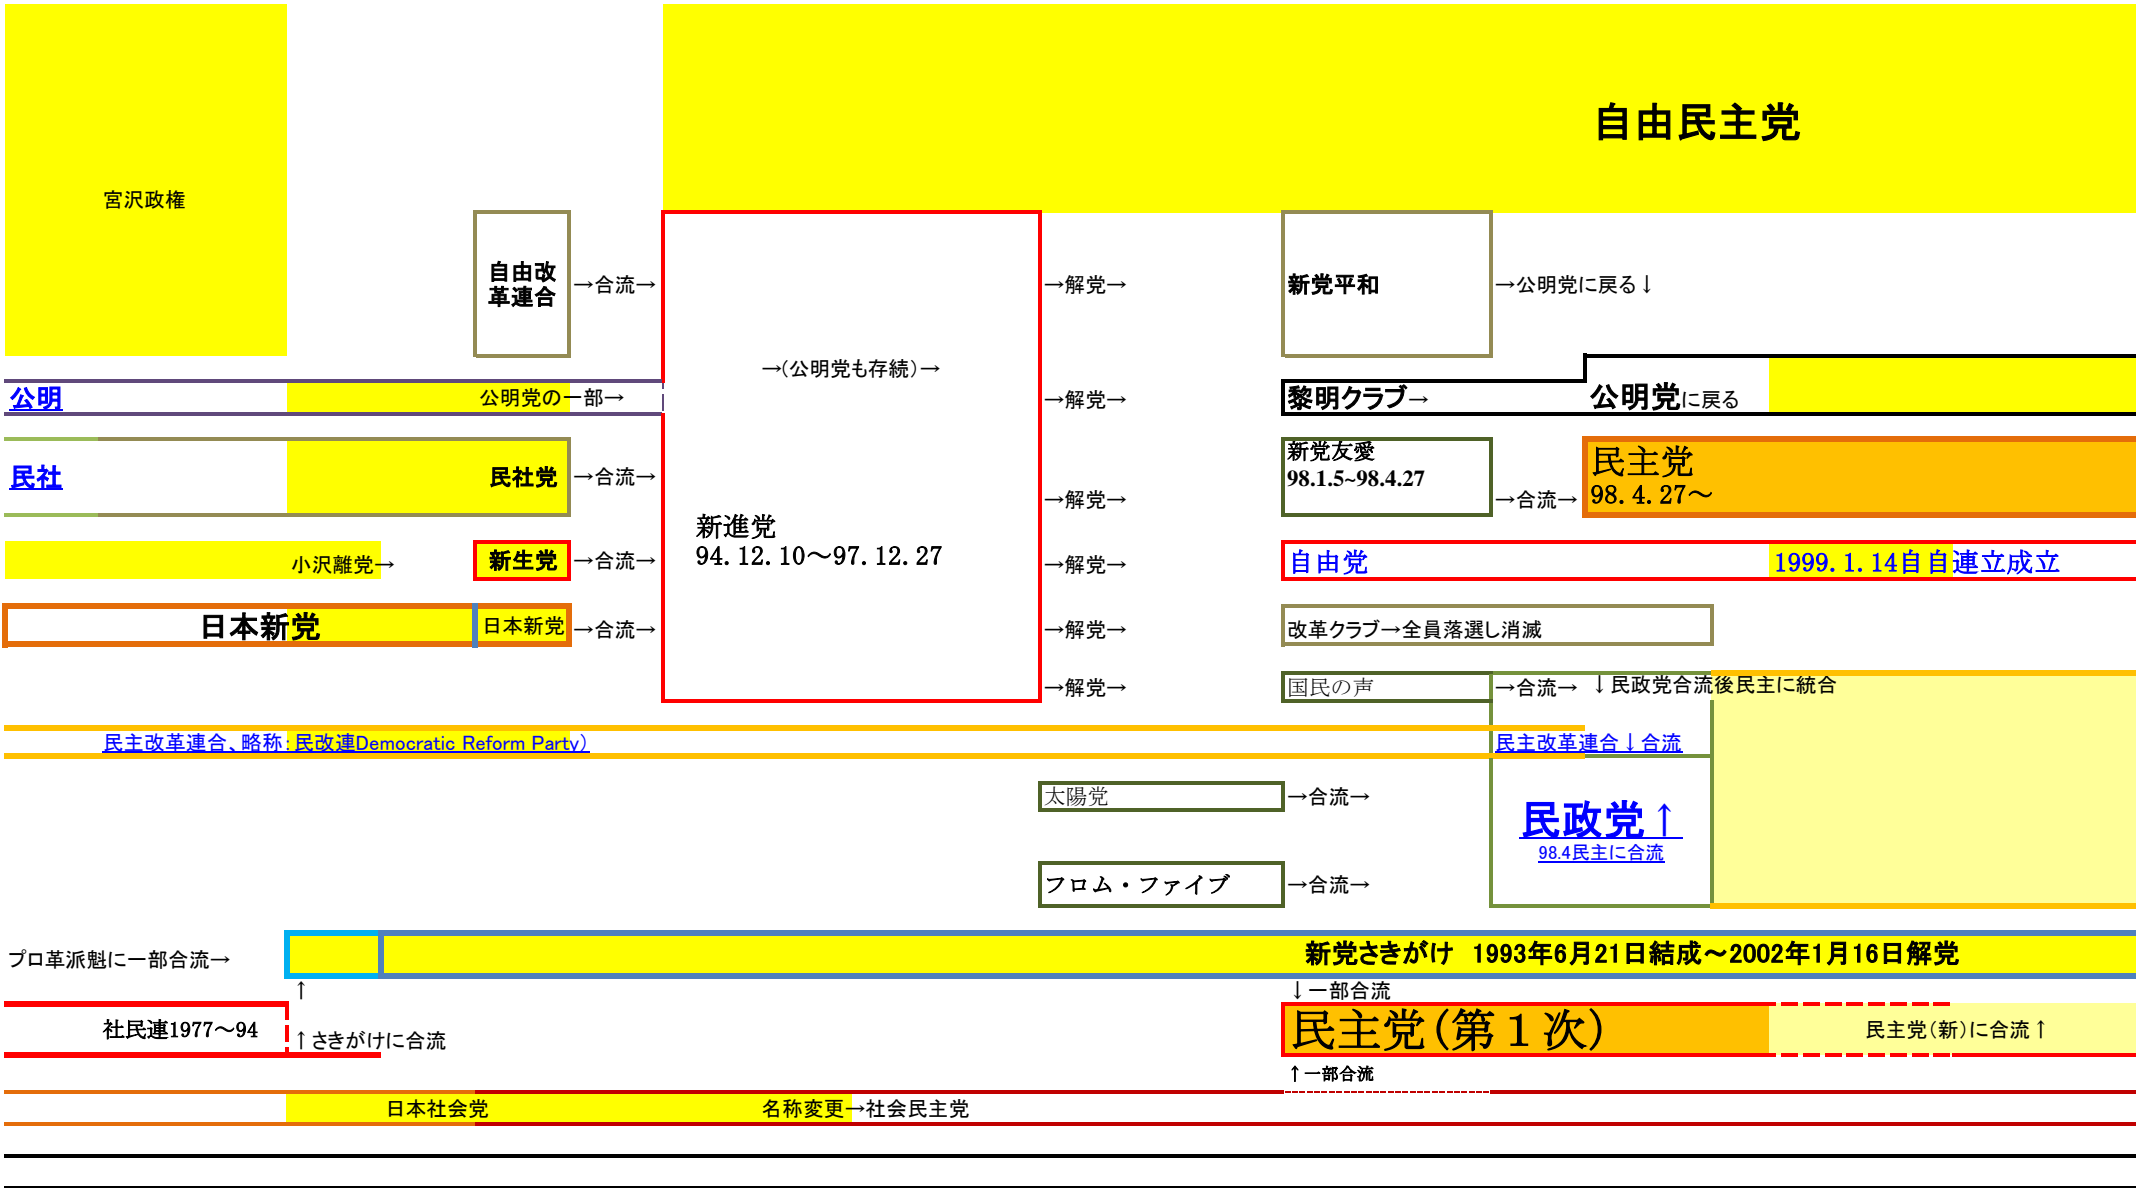 自由民主党
宮沢政権
自由改
革連合
→合流→
→解党→
新党平和
→公明党に戻る↓
→(公明党も存続)→
公明
公明党の一部→
→解党→
黎明クラブ→
公明党に戻る
民社
民社党
→合流→
→解党→
新党友愛
98.1.5~98.4.27
→合流→
民主党
98.4.27～
新進党
94.12.10～97.12.27
小沢離党→
新生党
→合流→
→解党→
自由党
1999.1.14自自連立成立
日本新党
日本新党
→合流→
→解党→
改革クラブ→全員落選し消滅
→解党→
国民の声
→合流→
↓民政党合流後民主に統合
民主改革連合、略称:民改連Democratic Reform Party)
民主改革連合↓合流
太陽党
→合流→
民政党↑
98.4民主に合流
フロム・ファイブ
→合流→
プロ革派魁に一部合流→
新党さきがけ 1993年6月21日結成～2002年1月16日解党
↑
↓一部合流
社民連1977～94
↑さきがけに合流
民主党(第１次)
民主党(新)に合流↑
↑一部合流
日本社会党
名称変更→社会民主党